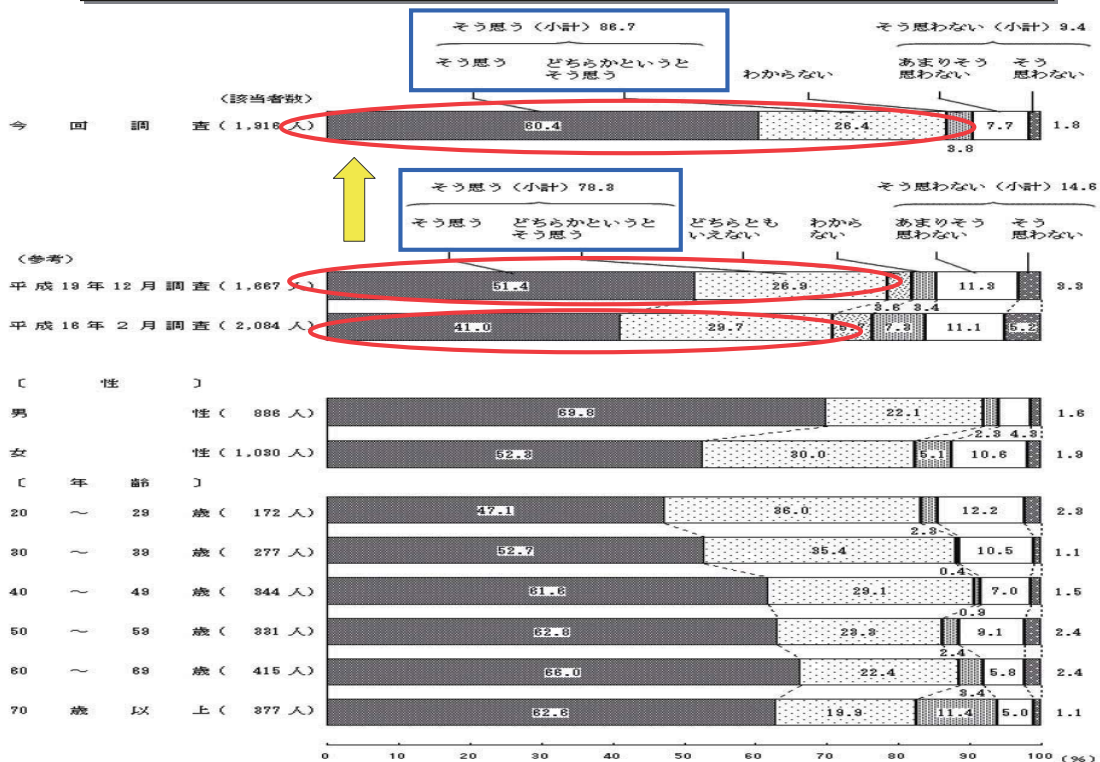 そう思う（小計）86.7 そう思わない（小計）9.4
そう思う どちらかというと わからない あまりそう そう
そう思う 思わない 思わない
（該当者数）
今回調査（1,916人） 60.4 26.4 7.7 1.8
3.8
そう思う（小計）78.3 そう思わない（小計）14.6
そう思う どちらかというと どちらとも わから あまりそう そう
そう思う いえない ない 思わない 思わない
（参考）
平成19年12月調査（1,667人） 51.4 26.9 11.3 3.3
3.6 3.4
平成16年2月調査（2,084人） 41.0 29.7 7.3 11.1 5.2
〔性〕
男性（886人） 69.8 22.1 1.6
2.3 4.3
女性（1,030人） 52.3 30.0 5.1 10.6 1.9
〔年齢〕
20～29歳（172人） 47.1 36.0 12.2 2.3
2.3
30～39歳（277人） 52.7 35.4 10.5 1.1
0.4
40～49歳（344人） 61.6 29.1 7.0 1.5
0.9
50～59歳（331人） 62.8 23.3 9.1 2.4
2.4
60～69歳（415人） 66.0 22.4 5.8 2.4
3.4
70歳以上（377人） 62.6 19.9 11.4 5.0 1.1
0 10 20 30 40 50 60 70 80 90 100 (%)